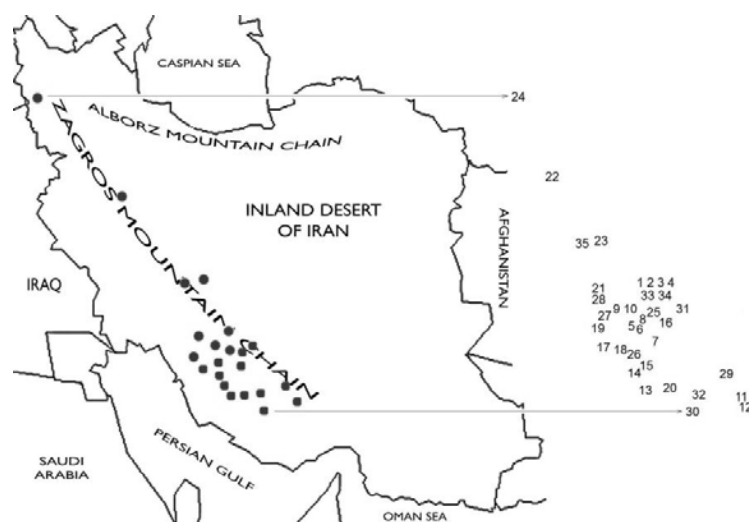 CASPIAN SEA
24
ZAGROS MOUNTAIN CHAIN
ALBORZ MOUNTAIN CHAIN
22
INLAND DESERT
OF IRAN
AFGHANISTAN
35 23
IRAQ
1 2 3 4
21
33 34
28
9 10 25 31
27 8
5 6 16
19
7
17 18 26
15
14
29
13 20
32 11
12
30
PERSIAN GULF
SAUDI
ARABIA
OMAN SEA